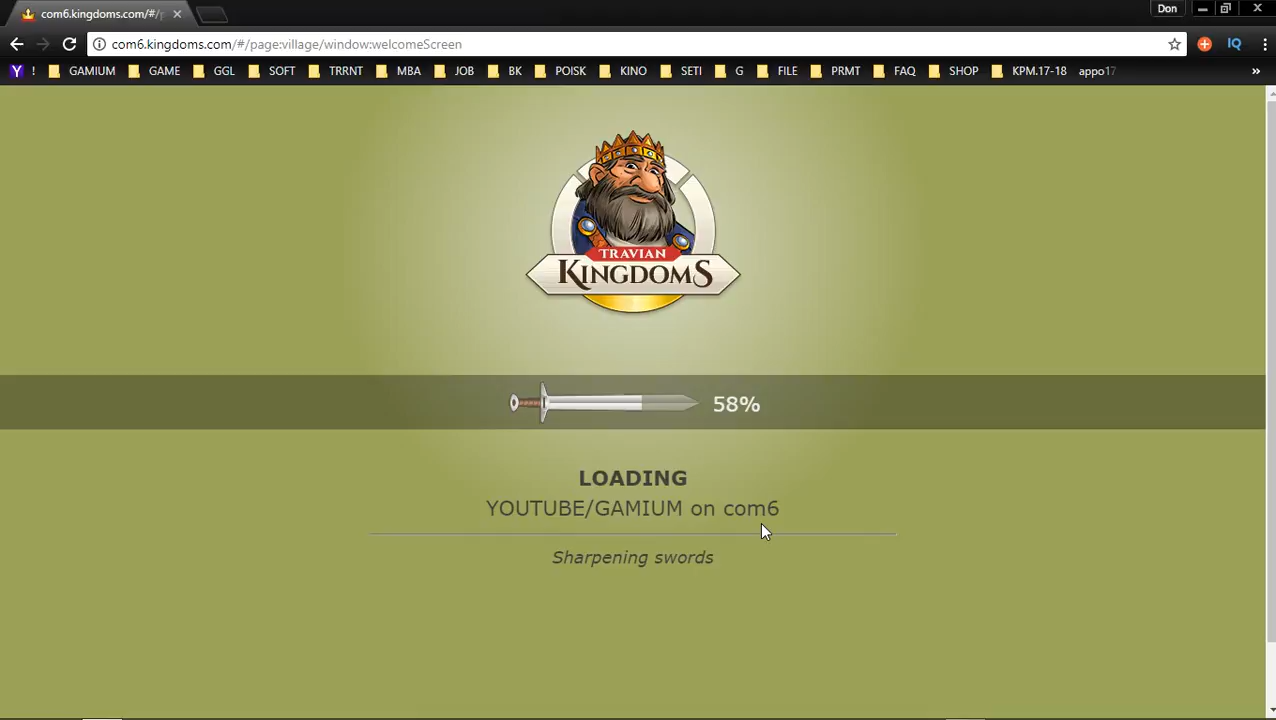 com6.kingdoms.com/#/p
Don
com6.kingdoms.com/#/page:village/window:welcomeScreen
Y ! GAMIUM GAME GGL SOFT TRRNT MBA JOB BK POISK KINO SETI G FILE PRMT FAQ SHOP KPM.17-18 appo17 »
TRAVIAN
KINGDOMS
58%
LOADING
YOUTUBE/GAMIUM on com6
Sharpening swords